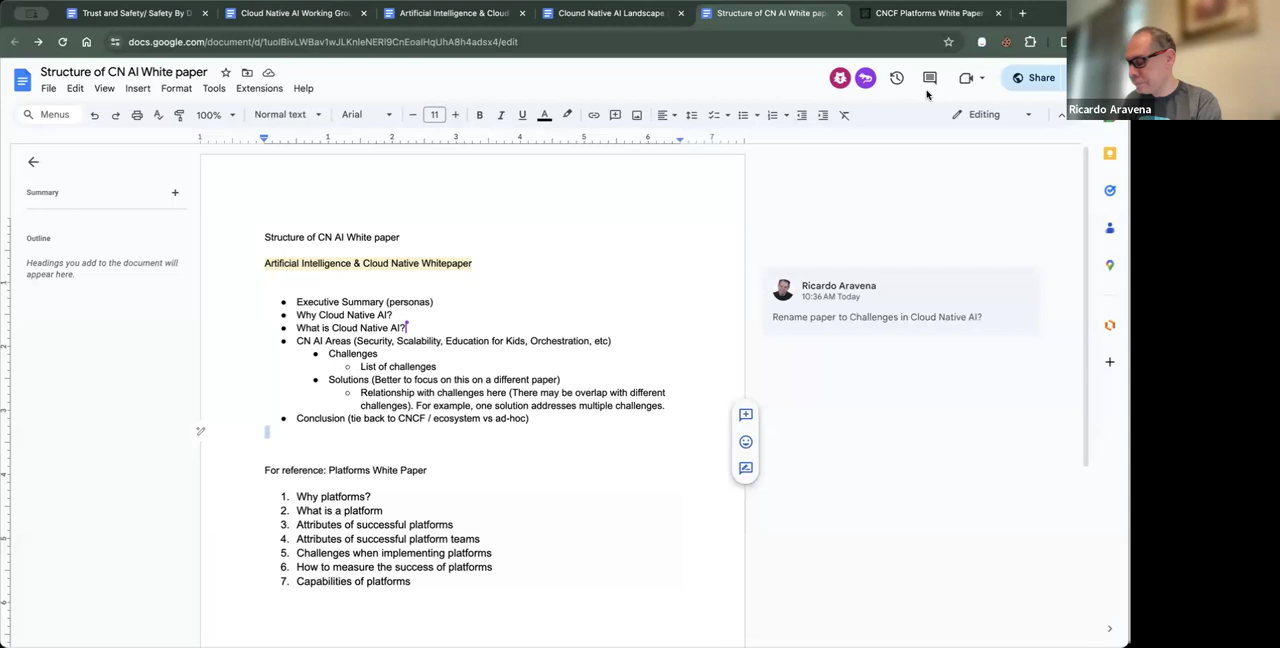 Trust and Safety/ Safety By D
Cloud Native AI Working Gro
Artificial Intelligence & Cloud
Clound Native AI Landscape
Structure of CN AI White pap
CNCF Platforms White Paper
docs.google.com/document/d/1uolBivLWBav1wJLKnIeNERI9CnEoaIHqUhA8h4adsx4/edit
Structure of CN AI White paper
File Edit View Insert Format Tools Extensions Help
Share
Ricardo Aravena
Menus
100%
Normal text
Arial
11
Editing
1 1 2 3 4 5 6 7
Summary
Outline
Headings you add to the document will
appear here.
Structure of CN AI White paper
Artificial Intelligence & Cloud Native Whitepaper
● Executive Summary (personas)
● Why Cloud Native AI?
● What is Cloud Native AI?
● CN AI Areas (Security, Scalability, Education for Kids, Orchestration, etc)
● Challenges
○ List of challenges
● Solutions (Better to focus on this on a different paper)
○ Relationship with challenges here (There may be overlap with different
challenges). For example, one solution addresses multiple challenges.
● Conclusion (tie back to CNCF / ecosystem vs ad-hoc)
For reference: Platforms White Paper
1. Why platforms?
2. What is a platform
3. Attributes of successful platforms
4. Attributes of successful platform teams
5. Challenges when implementing platforms
6. How to measure the success of platforms
7. Capabilities of platforms
Ricardo Aravena
10:36 AM Today
Rename paper to Challenges in Cloud Native AI?